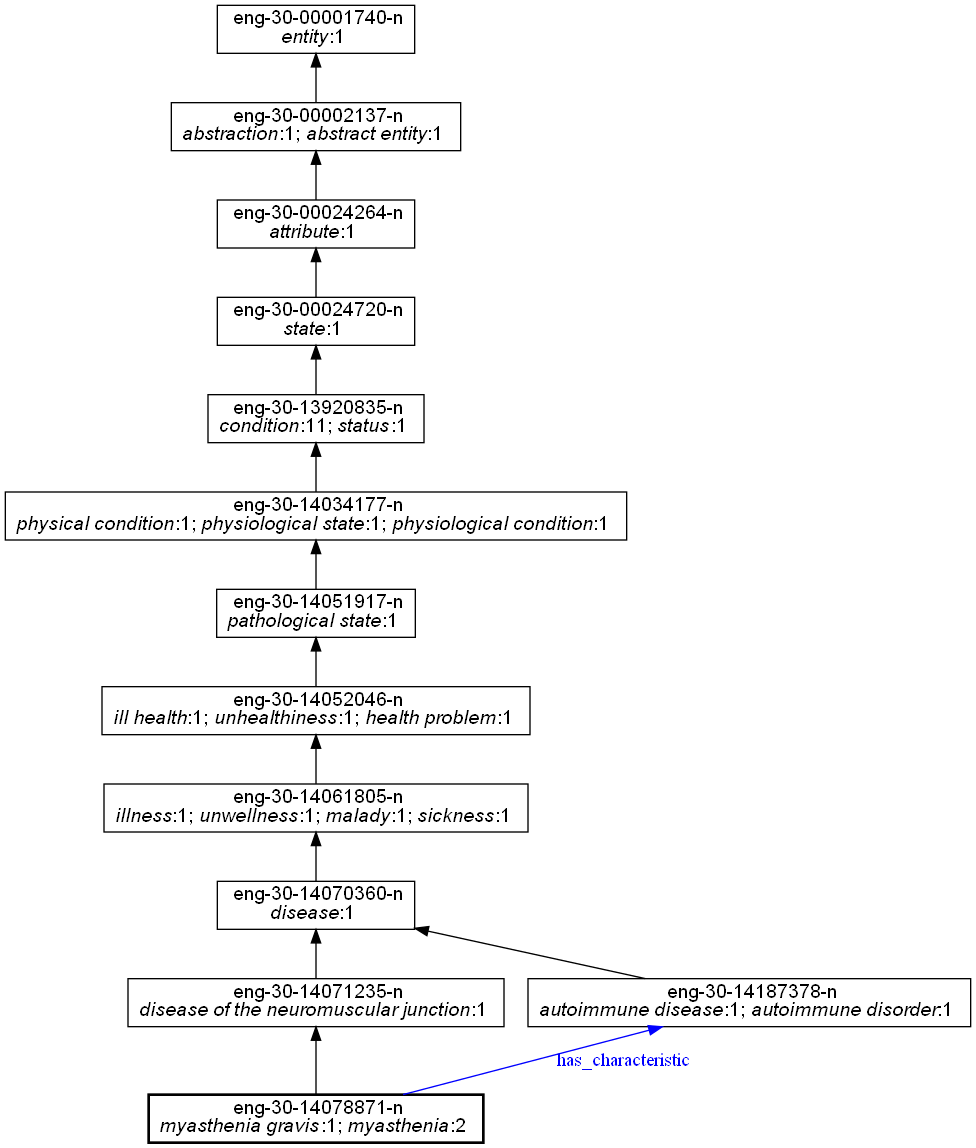 eng-30-00001740-n
entity:1
eng-30-00002137-n
abstraction:1; abstract entity:1
eng-30-00024264-n
attribute:1
eng-30-00024720-n
state:1
eng-30-13920835-n
condition:11; status:1
eng-30-14034177-n
physical condition:1; physiological state:1; physiological condition:1
eng-30-14051917-n
pathological state:1
eng-30-14052046-n
ill health:1; unhealthiness:1; health problem:1
eng-30-14061805-n
illness:1; unwellness:1; malady:1; sickness:1
eng-30-14070360-n
disease:1
eng-30-14071235-n
disease of the neuromuscular junction:1
eng-30-14187378-n
autoimmune disease:1; autoimmune disorder:1
has_characteristic
eng-30-14078871-n
myasthenia gravis:1; myasthenia:2